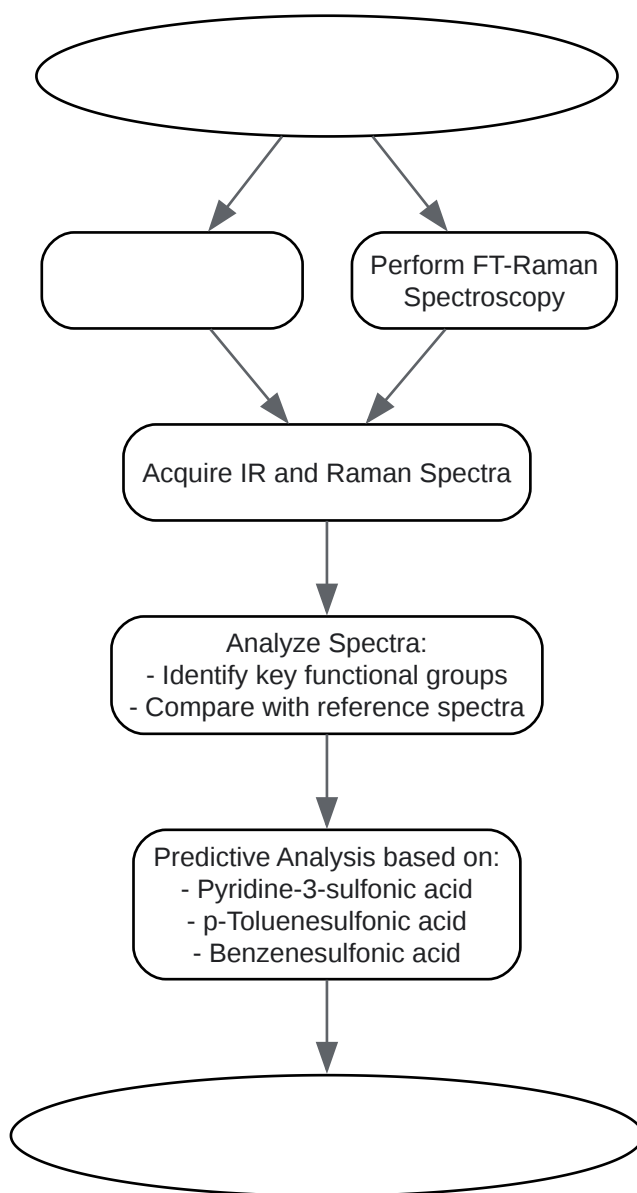 Perform FT-Raman
Spectroscopy
Acquire IR and Raman Spectra
Analyze Spectra:
- Identify key functional groups
- Compare with reference spectra
Predictive Analysis based on:
- Pyridine-3-sulfonic acid
- p-Toluenesulfonic acid
- Benzenesulfonic acid